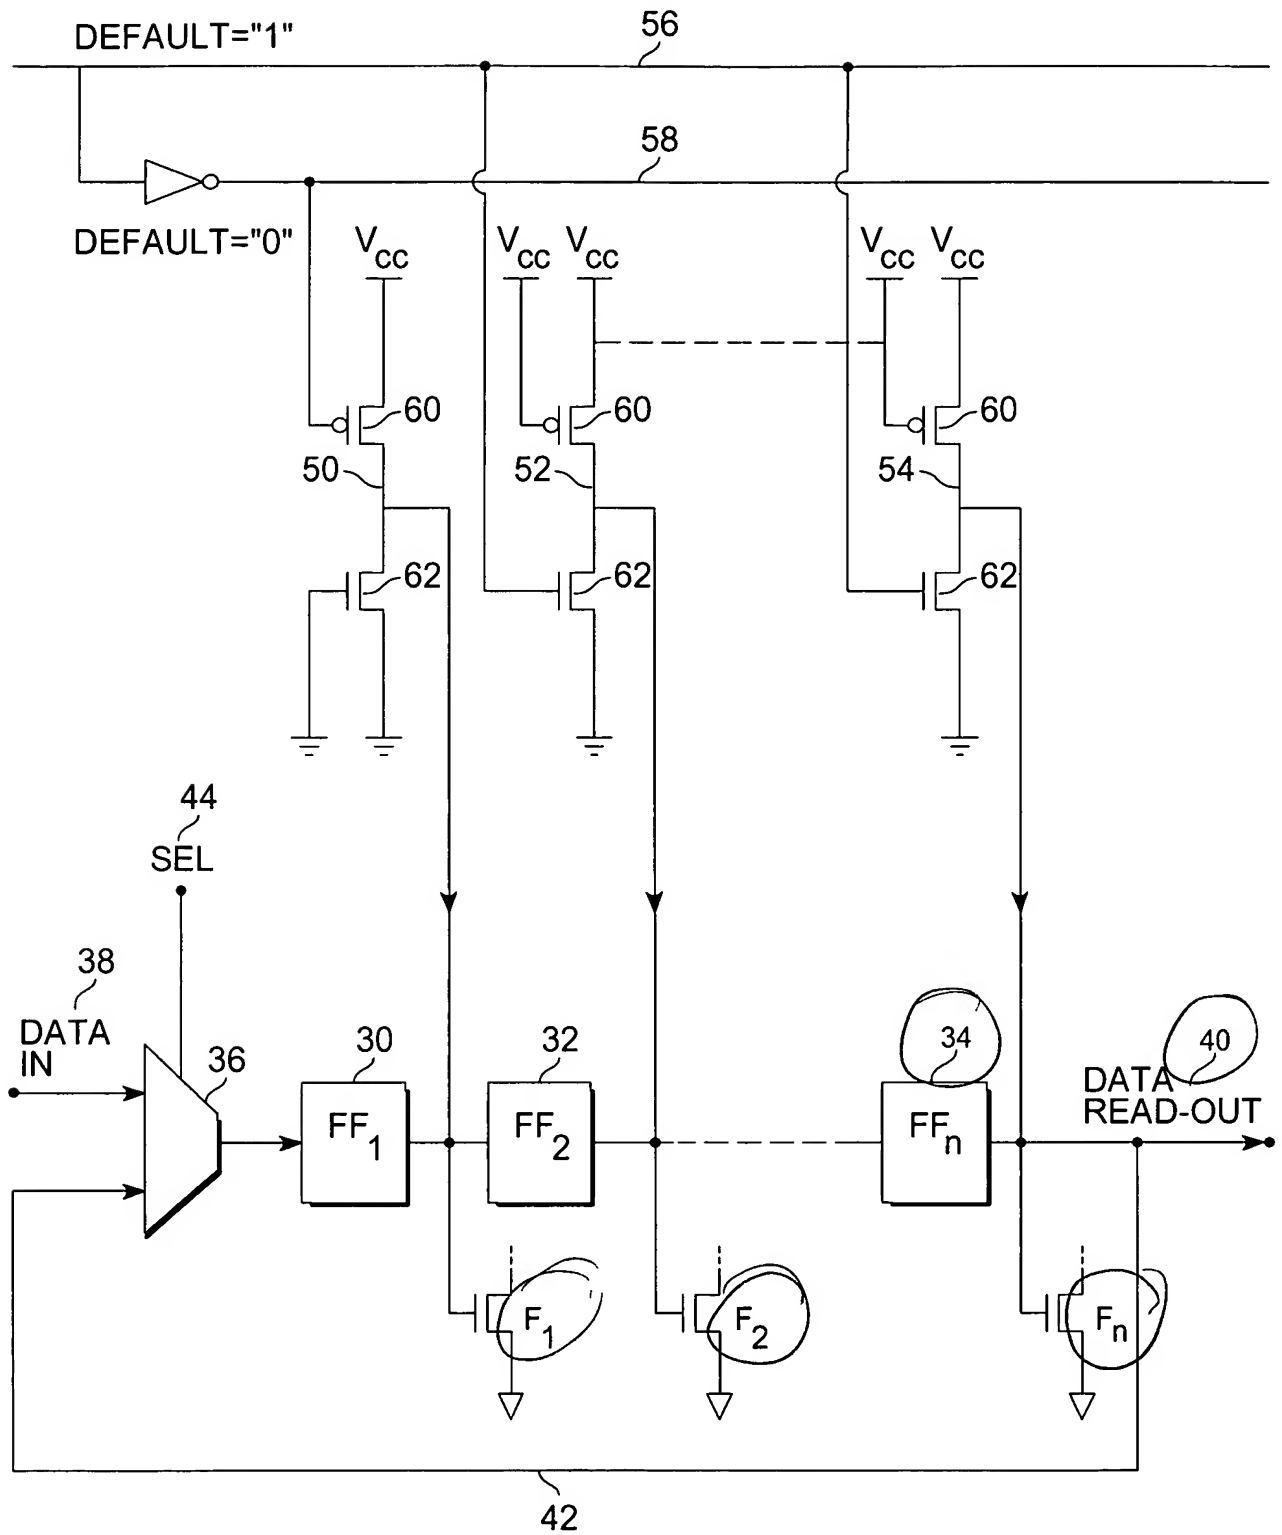 DEFAULT="1"
56
58
DEFAULT="0"
VCC
VCC
VCC
VCC
VCC
60
60
60
50
52
54
62
62
62
44
SEL
38
DATA
IN
36
30
32
34
40
DATA
READ-OUT
FF1
FF2
FFn
F1
F2
Fn
42